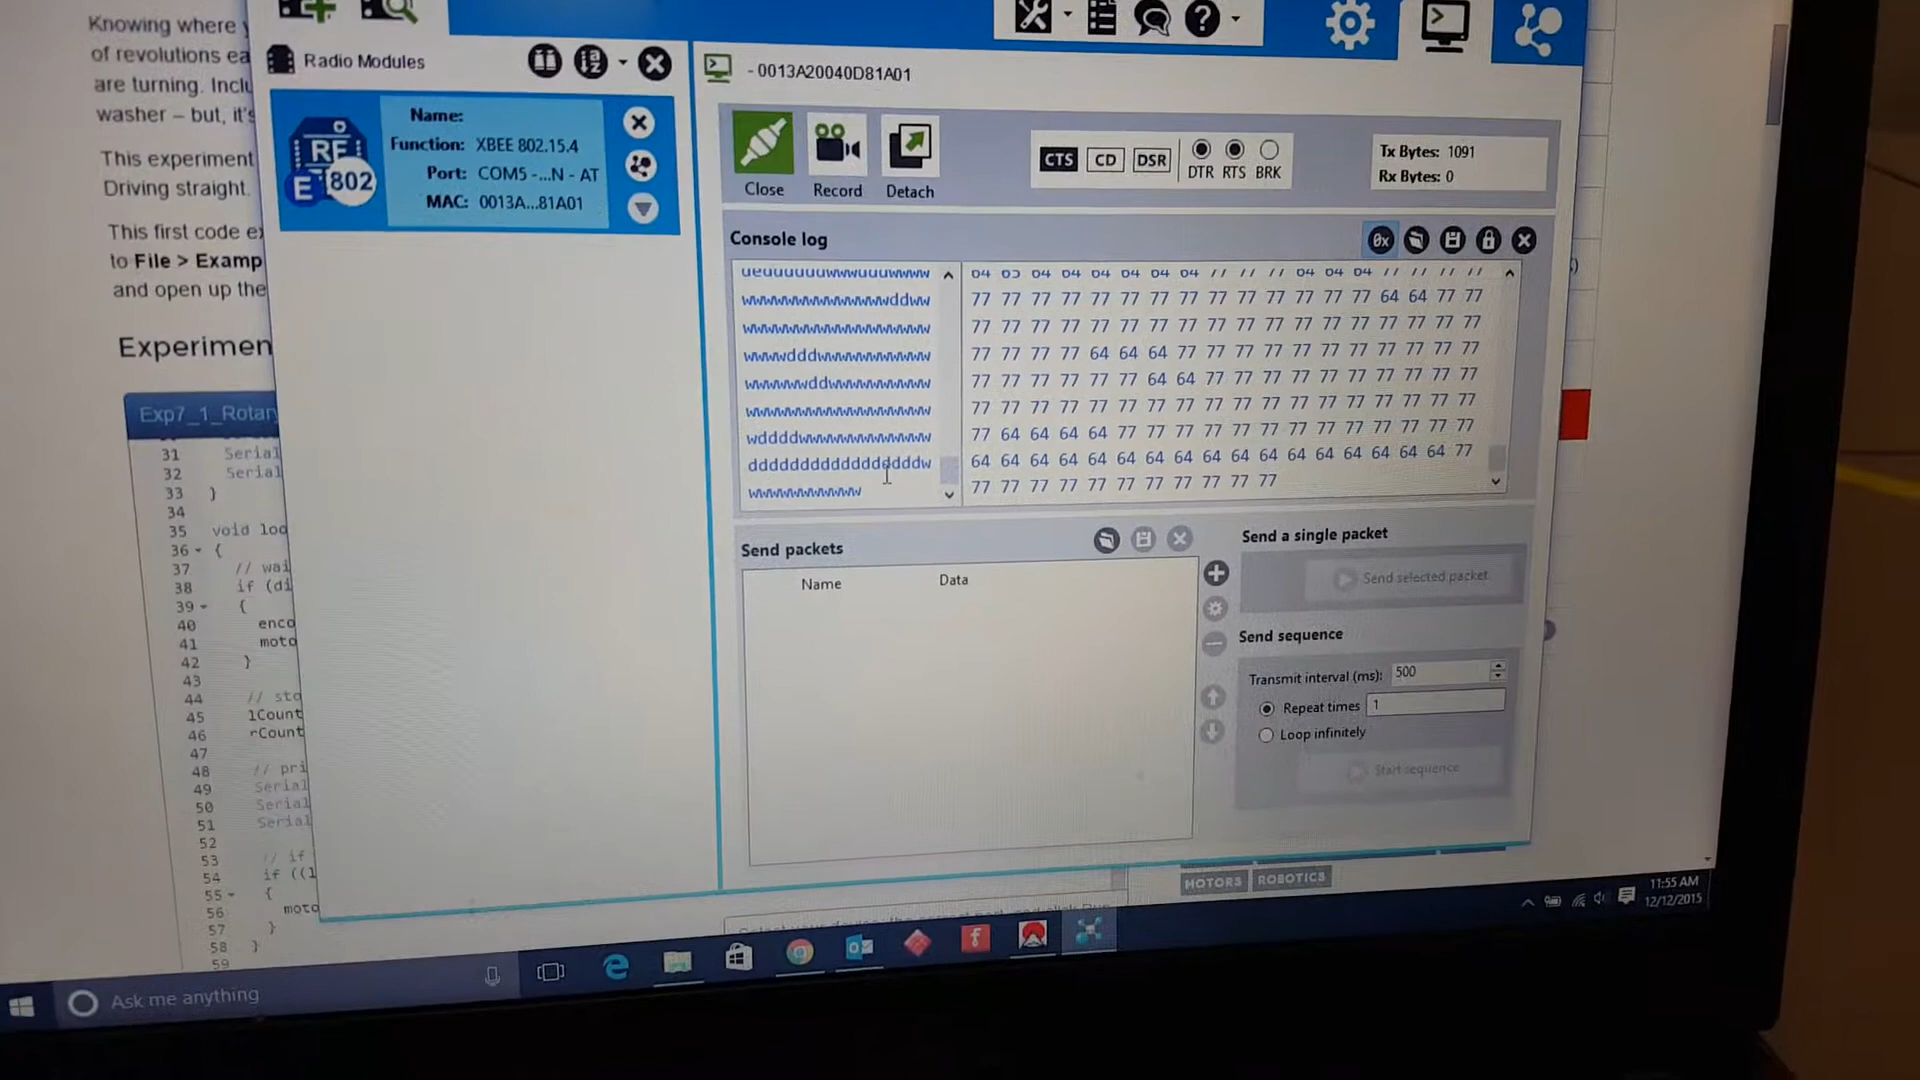 Knowing where
of revolutions ea
are turning. Inclu
washer – but, it's
This experiment
Driving straight.
This first code ex
to File > Examp
and open up the
Experimen
Exp7_1_Rotary
31 Serial
32 Serial
33 }
34
35 void loo
36 {
37 // wai
38 if (di
39 {
40 enco
41 moto
42 }
43
44 // sto
45 lCount
46 rCount
47
48 // pri
49 Serial
50 Serial
51 Serial
52
53 // if
54 if ((l
55 {
56 moto
57 }
58 }
59
Radio Modules
Name:
Function: XBEE 802.15.4
Port: COM5 -...N - AT
MAC: 0013A...81A01
RF
E 802
- 0013A20040D81A01
Close
Record
Detach
CTS CD DSR
DTR RTS BRK
Tx Bytes: 1091
Rx Bytes: 0
Console log
0x
wwwwwwwwwwwwwwddww
77 77 77 77 77 77 77 77 77 77 77 77 77 77 64 64 77 77
wwwwwwwwwwwwwwwwww
77 77 77 77 77 77 77 77 77 77 77 77 77 77 77 77 77 77
wwwwdddwwwwwwwwwww
77 77 77 77 64 64 64 77 77 77 77 77 77 77 77 77 77 77
wwwwwwddwwwwwwwwww
77 77 77 77 77 77 64 64 77 77 77 77 77 77 77 77 77 77
wwwwwwwwwwwwwwwwww
77 77 77 77 77 77 77 77 77 77 77 77 77 77 77 77 77 77
wddddwwwwwwwwwwwww
77 64 64 64 64 77 77 77 77 77 77 77 77 77 77 77 77 77
dddddddddddddddddw
64 64 64 64 64 64 64 64 64 64 64 64 64 64 64 64 64 77
wwwwwwwwwww
77 77 77 77 77 77 77 77 77 77 77
Send packets
Name Data
Send a single packet
Send selected packet
Send sequence
Transmit interval (ms): 500
Repeat times 1
Loop infinitely
Start sequence
MOTORS ROBOTICS
Ask me anything
11:55 AM
12/12/2015